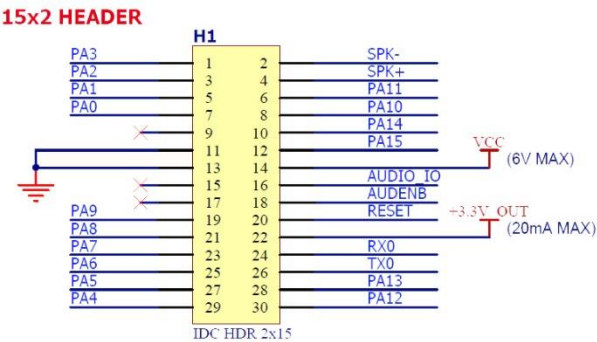 15x2 HEADER
H1
PA3 1 2 SPK-
PA2 3 4 SPK+
PA1 5 6 PA11
PA0 7 8 PA10
9 10 PA14
11 12 PA15
VCC
13 14 (6V MAX)
15 16 AUDIO_IO
17 18 AUDENB
PA9 19 20 RESET +3.3V_OUT
PA8 21 22 (20mA MAX)
PA7 23 24 RX0
PA6 25 26 TX0
PA5 27 28 PA13
PA4 29 30 PA12
IDC HDR 2x15